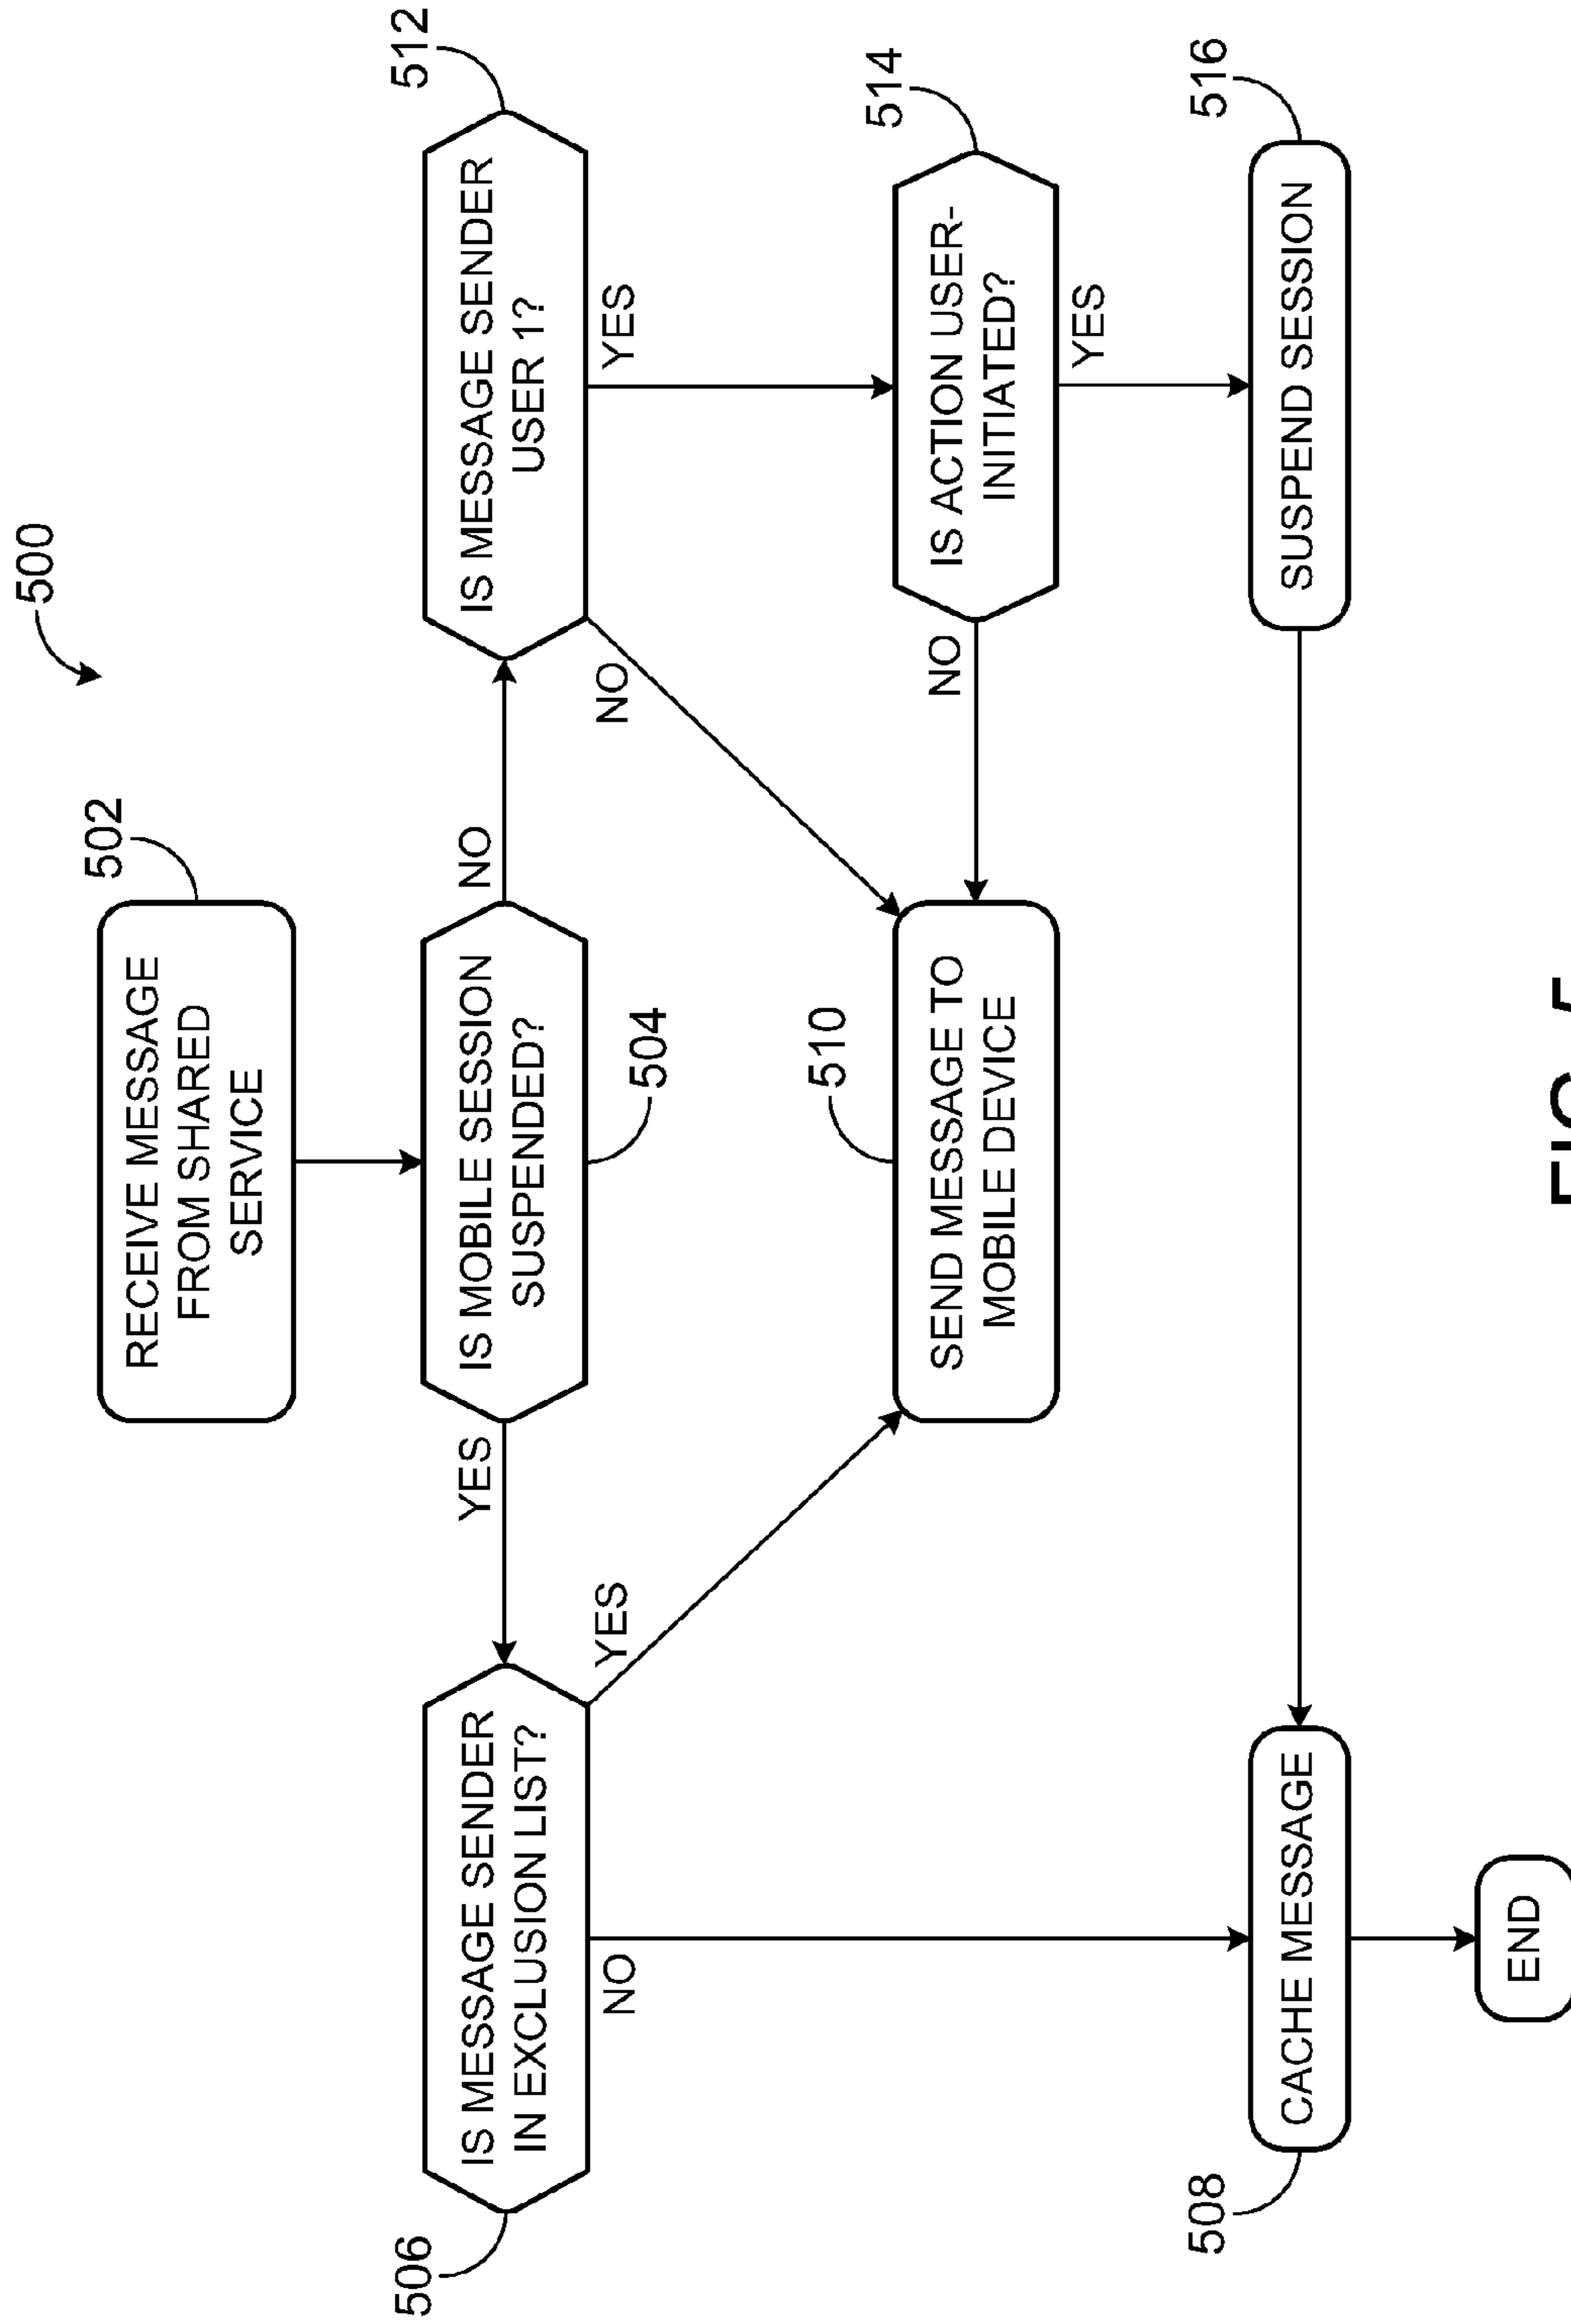 500
502
RECEIVE MESSAGE
FROM SHARED
SERVICE
506
IS MESSAGE SENDER
IN EXCLUSION LIST?
YES
IS MOBILE SESSION
SUSPENDED?
504
NO
IS MESSAGE SENDER
USER 1?
512
NO
YES
NO
YES
510
SEND MESSAGE TO
MOBILE DEVICE
NO
IS ACTION USER-
INITIATED?
514
YES
508
CACHE MESSAGE
SUSPEND SESSION
516
END